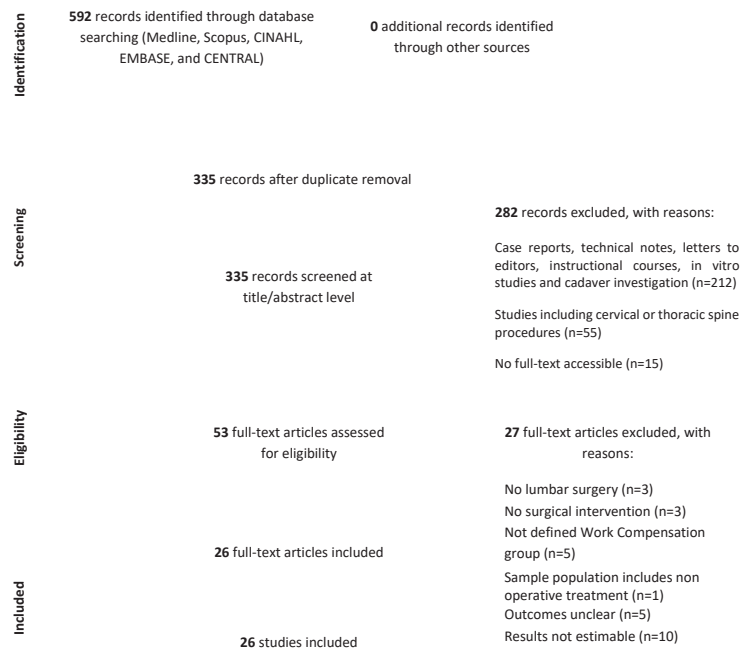 Identification
592 records identified through database
searching (Medline, Scopus, CINAHL,
EMBASE, and CENTRAL)
0 additional records identified
through other sources
Screening
335 records after duplicate removal
335 records screened at
title/abstract level
282 records excluded, with reasons:
Case reports, technical notes, letters to
editors, instructional courses, in vitro
studies and cadaver investigation (n=212)
Studies including cervical or thoracic spine
procedures (n=55)
No full-text accessible (n=15)
Eligibility
53 full-text articles assessed
for eligibility
27 full-text articles excluded, with
reasons:
No lumbar surgery (n=3)
No surgical intervention (n=3)
Not defined Work Compensation
group (n=5)
Sample population includes non
operative treatment (n=1)
Outcomes unclear (n=5)
Results not estimable (n=10)
26 full-text articles included
Included
26 studies included